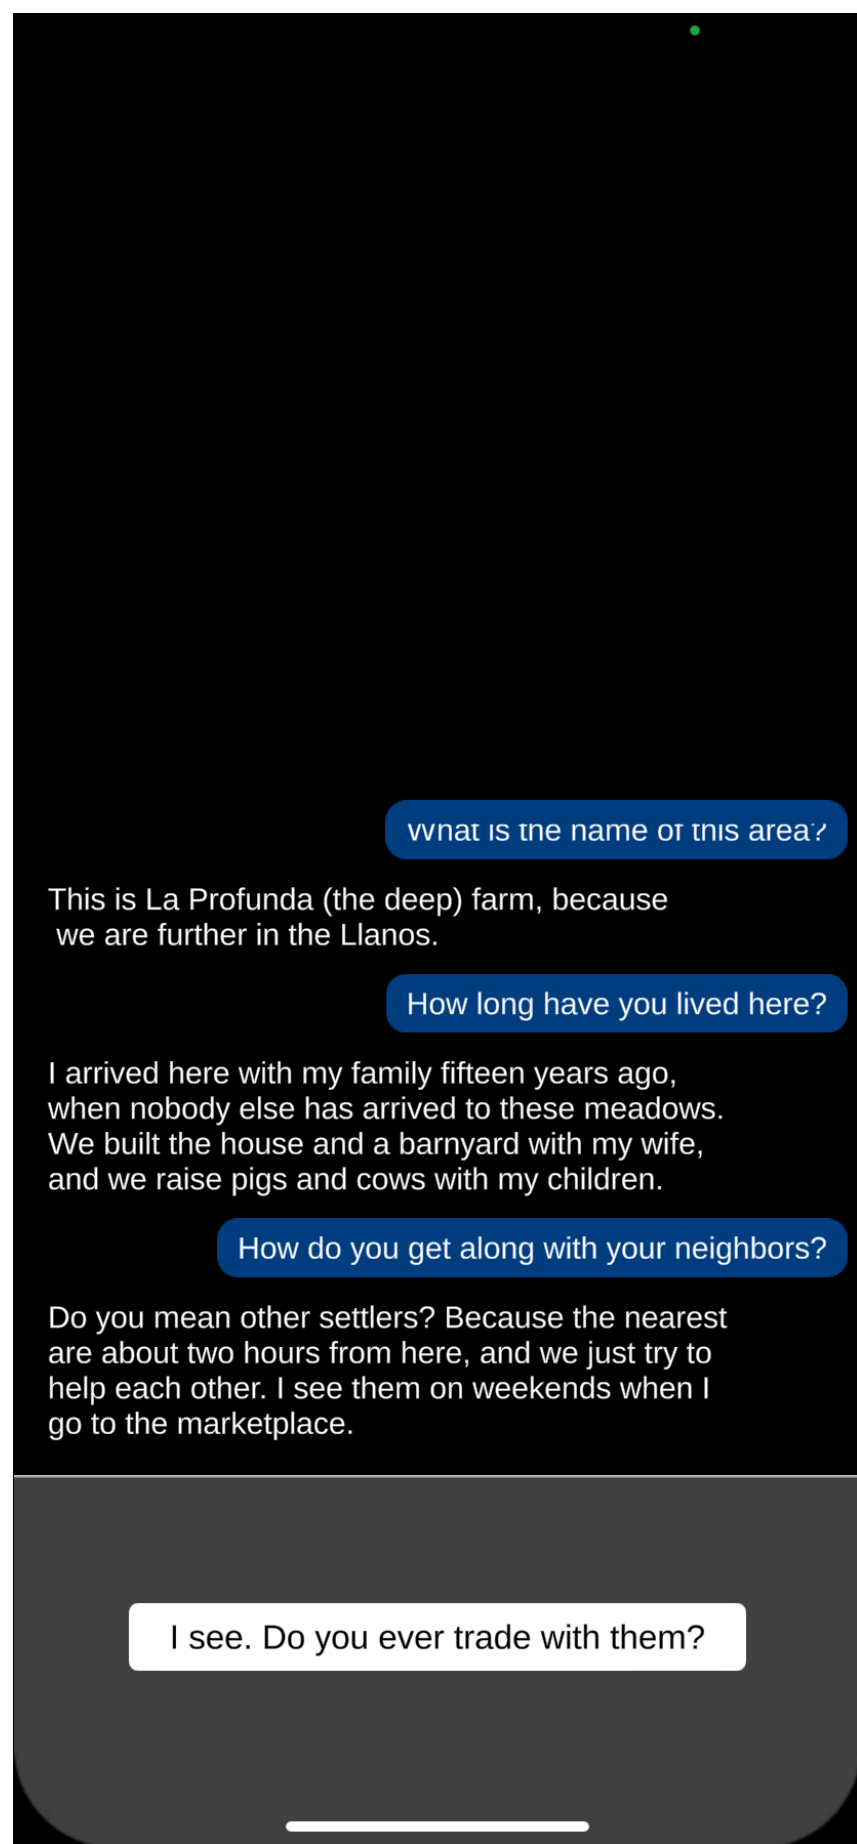 What is the name of this area?
This is La Profunda (the deep) farm, because
we are further in the Llanos.
How long have you lived here?
I arrived here with my family fifteen years ago,
when nobody else has arrived to these meadows.
We built the house and a barnyard with my wife,
and we raise pigs and cows with my children.
How do you get along with your neighbors?
Do you mean other settlers? Because the nearest
are about two hours from here, and we just try to
help each other. I see them on weekends when I
go to the marketplace.
I see. Do you ever trade with them?